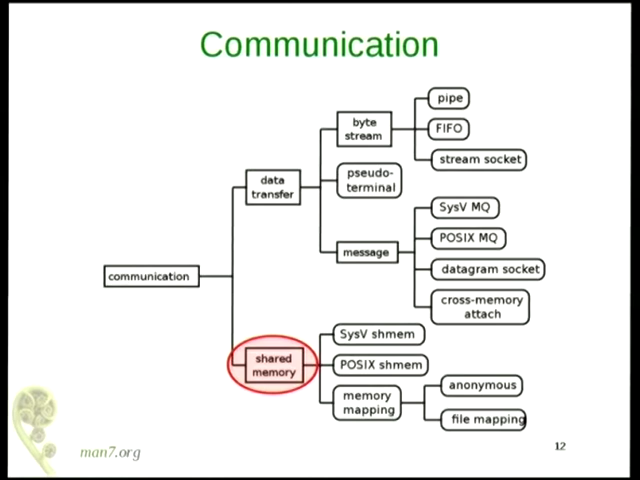 Communication
communication
data
transfer
byte
stream
pipe
FIFO
stream socket
pseudo-
terminal
message
SysV MQ
POSIX MQ
datagram socket
cross-memory
attach
shared
memory
SysV shmem
POSIX shmem
memory
mapping
anonymous
file mapping
man7.org
12